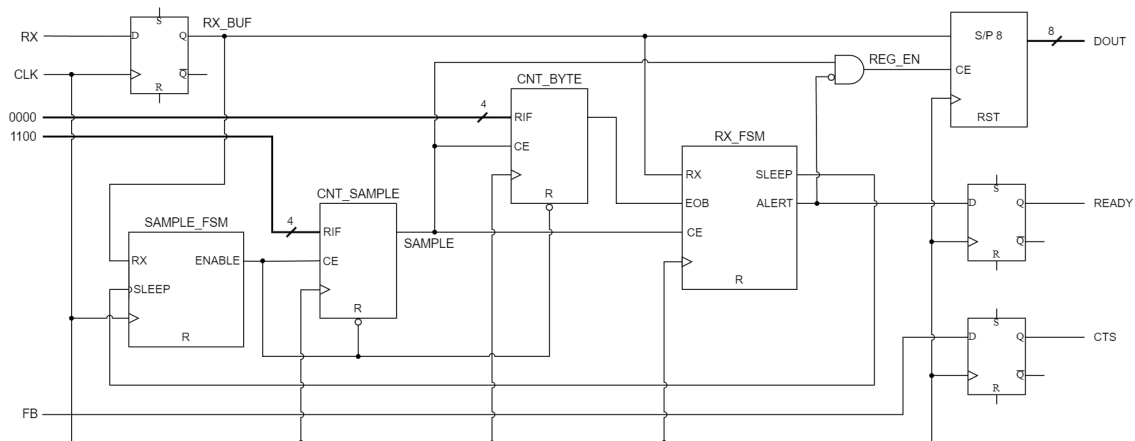 RX
D
S
Q
Q
R
RX_BUF
CLK
0000
1100
4
4
CNT_BYTE
RIF
CE
R
CNT_SAMPLE
RIF
CE
R
SAMPLE
SAMPLE_FSM
RX
ENABLE
SLEEP
R
RX_FSM
RX
SLEEP
EOB
ALERT
CE
R
REG_EN
S/P 8
CE
RST
8
DOUT
S
D
Q
Q
R
READY
S
D
Q
Q
R
CTS
FB